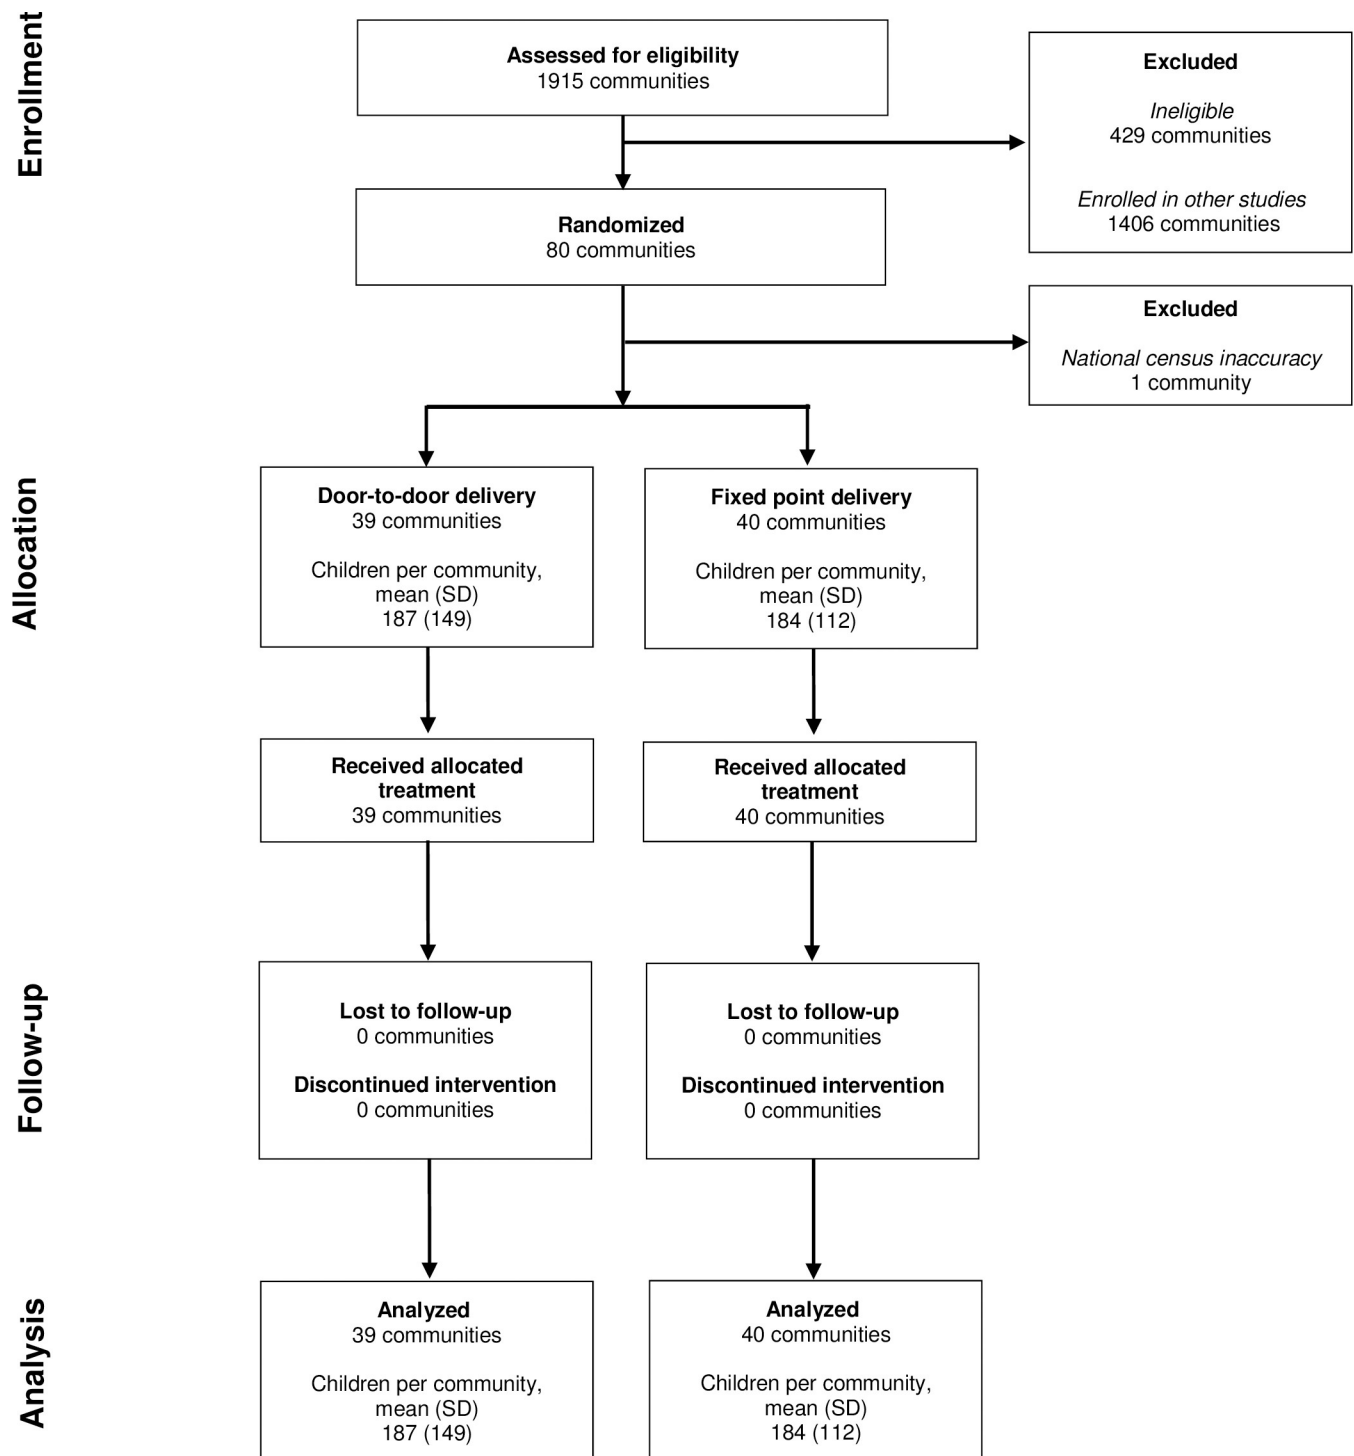 Enrollment
Assessed for eligibility
1915 communities
Excluded
Ineligible
429 communities
Enrolled in other studies
1406 communities
Randomized
80 communities
Excluded
National census inaccuracy
1 community
Allocation
Door-to-door delivery
39 communities
Children per community,
mean (SD)
187 (149)
Fixed point delivery
40 communities
Children per community,
mean (SD)
184 (112)
Received allocated
treatment
39 communities
Received allocated
treatment
40 communities
Follow-up
Lost to follow-up
0 communities
Discontinued intervention
0 communities
Lost to follow-up
0 communities
Discontinued intervention
0 communities
Analysis
Analyzed
39 communities
Children per community,
mean (SD)
187 (149)
Analyzed
40 communities
Children per community,
mean (SD)
184 (112)